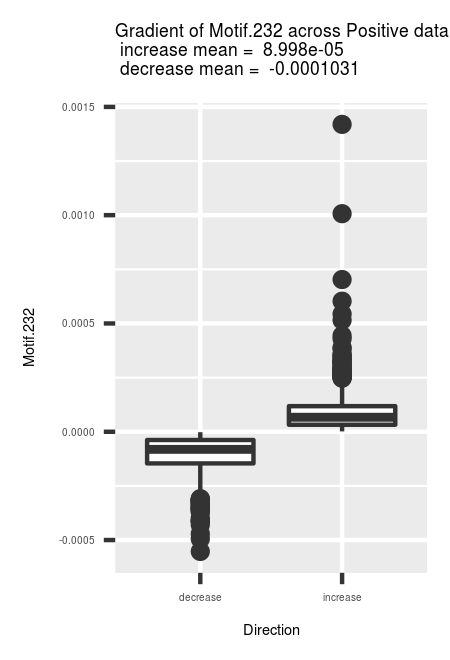 Gradient of Motif.232 across Positive data
increase mean =  8.998e-05
decrease mean =  -0.0001031
0.0015
0.0010
0.0005
0.0000
-0.0005
Motif.232
decrease
increase
Direction